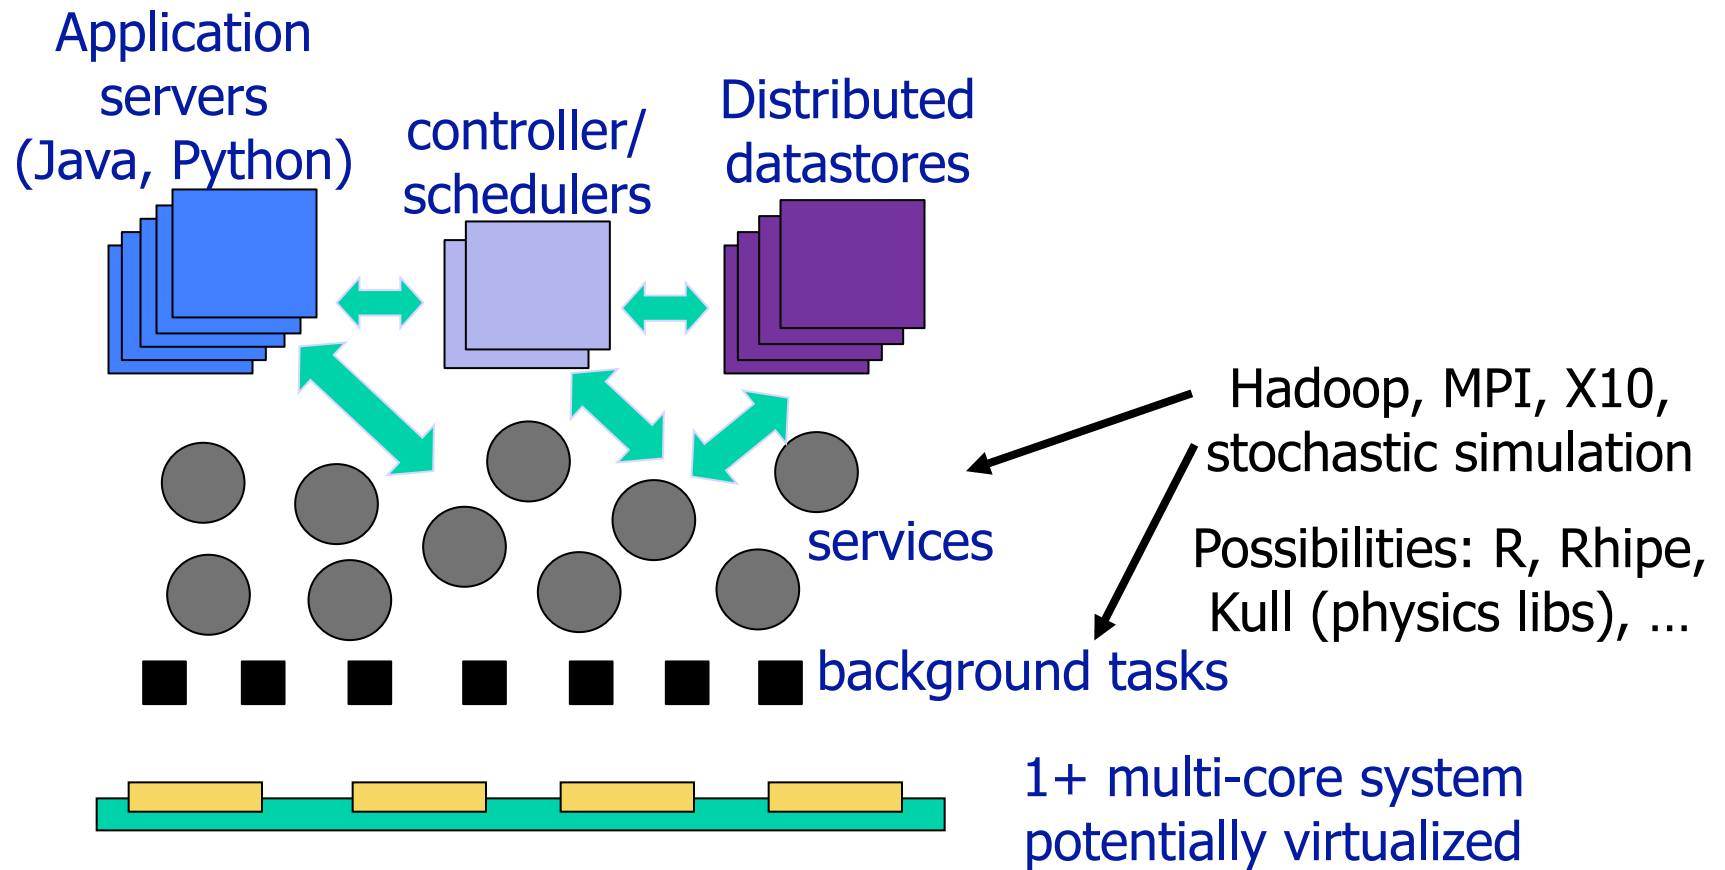 Application
servers
(Java, Python)
controller/
schedulers
Distributed
datastores
Hadoop, MPI, X10,
stochastic simulation
services
Possibilities: R, Rhipe,
Kull (physics libs), …
background tasks
1+ multi-core system
potentially virtualized